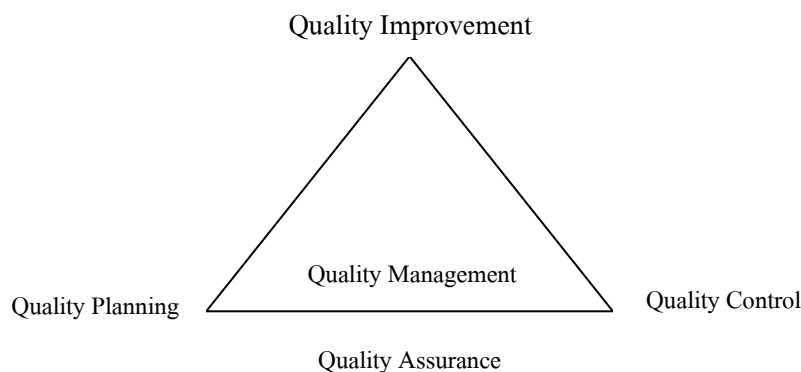 Quality Improvement
Quality Management
Quality Planning
Quality Control
Quality Assurance